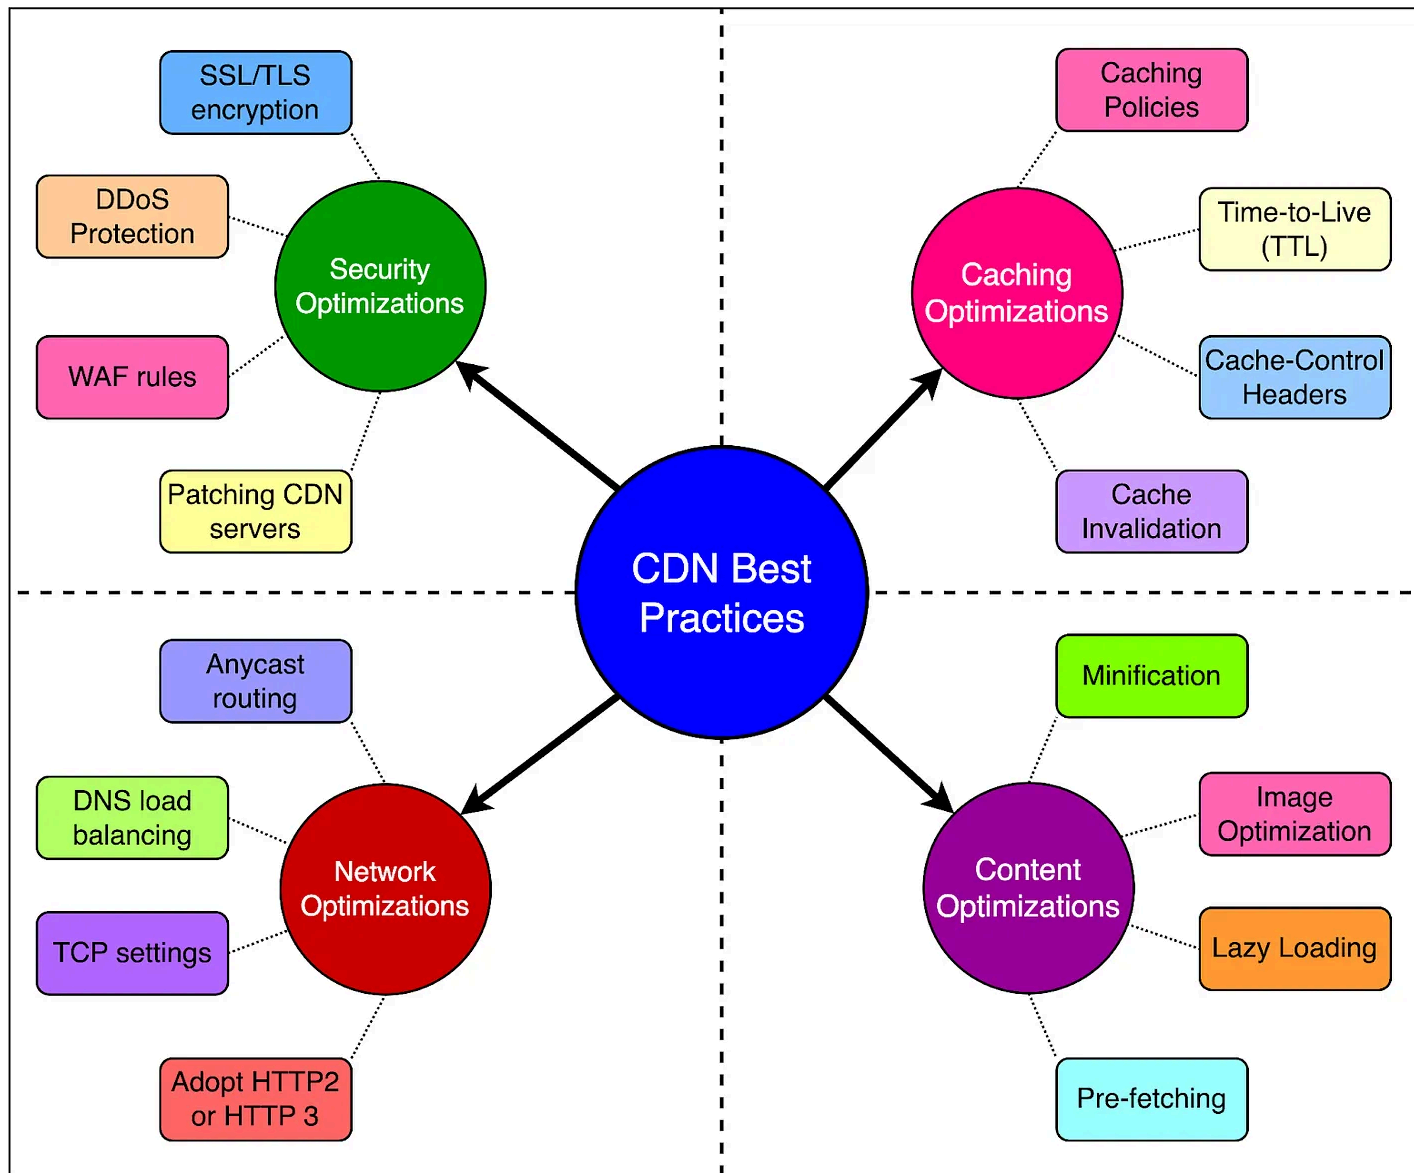 SSL/TLS
encryption
DDoS
Protection
Security
Optimizations
WAF rules
Patching CDN
servers
Caching
Policies
Time-to-Live
(TTL)
Caching
Optimizations
Cache-Control
Headers
Cache
Invalidation
CDN Best
Practices
Anycast
routing
DNS load
balancing
Network
Optimizations
TCP settings
Adopt HTTP2
or HTTP 3
Minification
Image
Optimization
Content
Optimizations
Lazy Loading
Pre-fetching